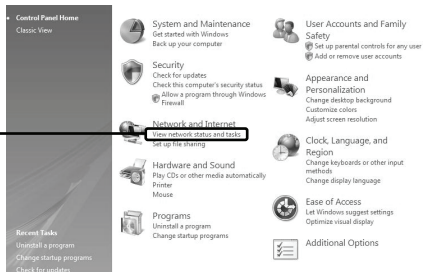 Control Panel Home
Classic View
System and Maintenance
Get started with Windows
Back up your computer
Security
Check for updates
Check this computer's security status
Allow a program through Windows
Firewall
Network and Internet
View network status and tasks
Set up file sharing
Hardware and Sound
Play CDs or other media automatically
Printer
Mouse
Programs
Uninstall a program
Change startup programs
User Accounts and Family
Safety
Set up parental controls for any user
Add or remove user accounts
Appearance and
Personalization
Change desktop background
Customize colors
Adjust screen resolution
Clock, Language, and
Region
Change keyboards or other input
methods
Change display language
Ease of Access
Let Windows suggest settings
Optimize visual display
Additional Options
Recent Tasks
Uninstall a program
Change startup programs
Check for updates